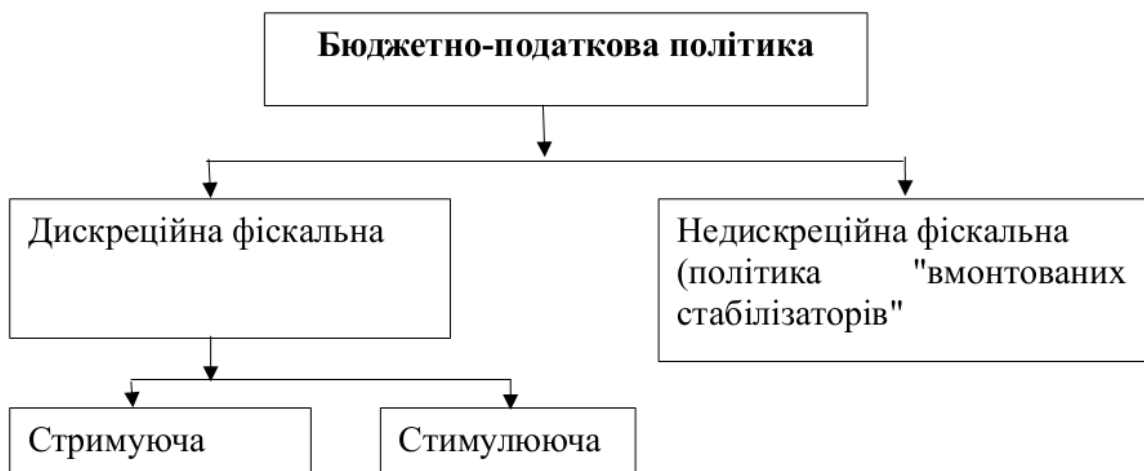 Бюджетно-податкова політика
Дискреційна фіскальна
Недискреційна фіскальна
(політика "вмонтованих
стабілізаторів"
Стримуюча
Стимулююча